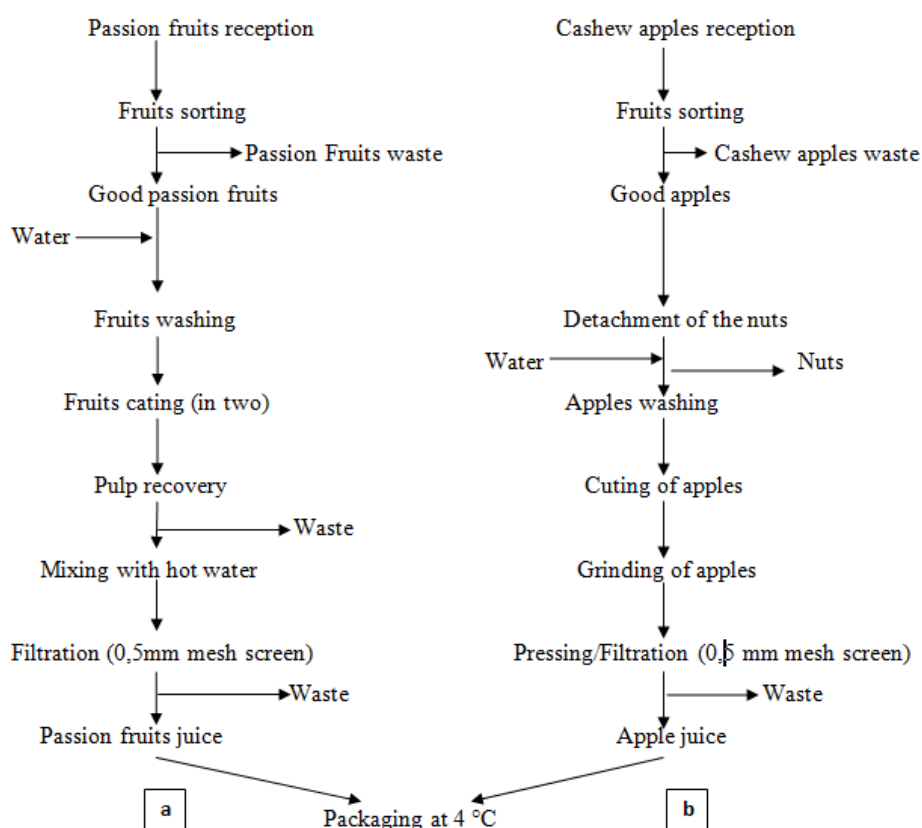 Passion fruits reception
Fruits sorting
Passion Fruits waste
Good passion fruits
Water
Fruits washing
Fruits cating (in two)
Pulp recovery
Waste
Mixing with hot water
Filtration (0,5mm mesh screen)
Waste
Passion fruits juice
a
Cashew apples reception
Fruits sorting
Cashew apples waste
Good apples
Detachment of the nuts
Water
Nuts
Apples washing
Cuting of apples
Grinding of apples
Pressing/Filtration (0,5 mm mesh screen)
Waste
Apple juice
b
Packaging at 4 °C